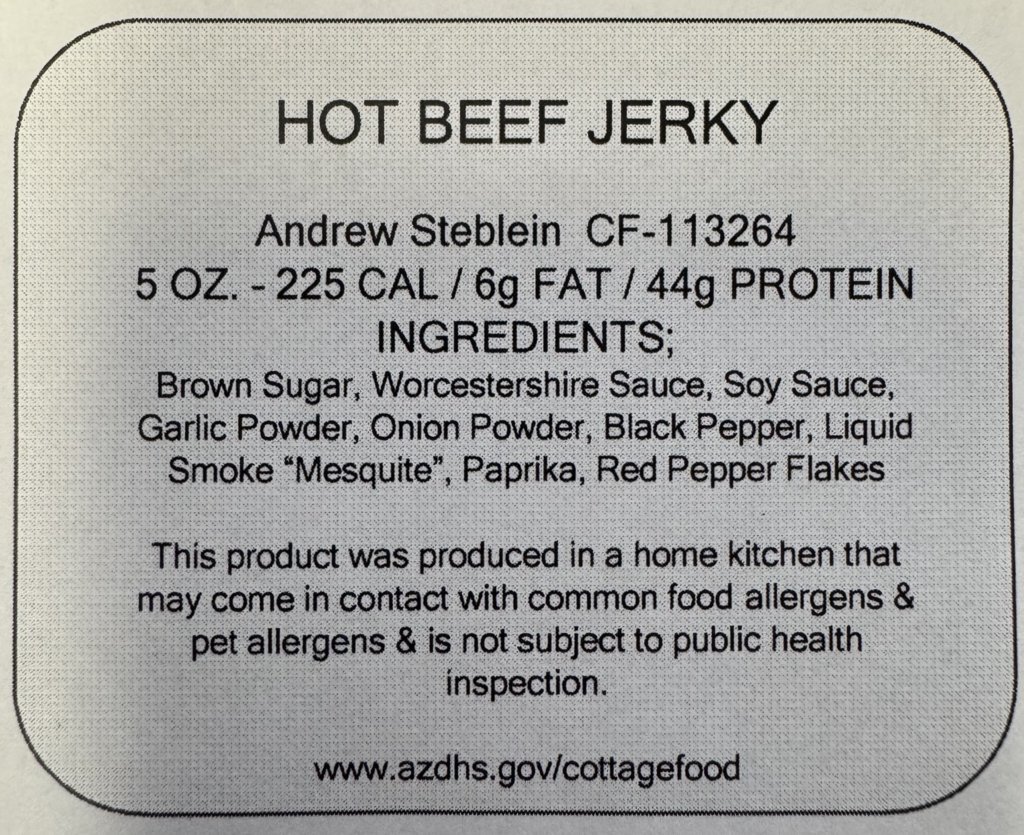 HOT BEEF JERKY
Andrew Steblein CF-113264
5 OZ. - 225 CAL / 6g FAT / 44g PROTEIN
INGREDIENTS;
Brown Sugar, Worcestershire Sauce, Soy Sauce,
Garlic Powder, Onion Powder, Black Pepper, Liquid
Smoke “Mesquite”, Paprika, Red Pepper Flakes
This product was produced in a home kitchen that
may come in contact with common food allergens &
pet allergens & is not subject to public health
inspection.
www.azdhs.gov/cottagefood